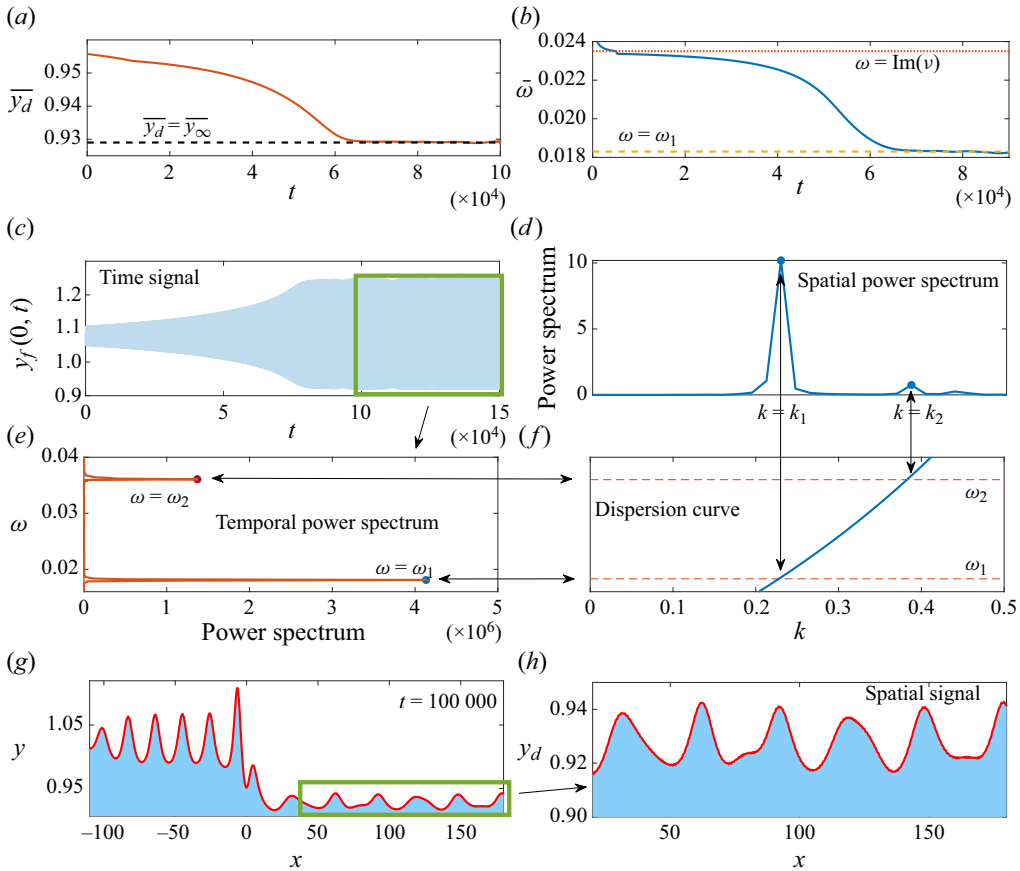 (a)
0.95
0.93
y_d
y_d = y_∞
0 2 4 6 8 10
t
(×10^4)
(b)
0.024
0.022
0.020
0.018
ω̄
ω = Im(ν)
ω = ω_1
0 2 4 6 8
t
(×10^4)
(c)
Time signal
1.2
1.1
1.0
0.9
y_f(0, t)
0 5 10 15
t
(×10^4)
(d)
Spatial power spectrum
10
5
0
Power spectrum
k = k_1
k = k_2
(e)
0.04
0.02
ω
ω = ω_2
Temporal power spectrum
ω = ω_1
0 1 2 3 4 5
Power spectrum
(×10^6)
(f)
Dispersion curve
ω_2
ω_1
0 0.1 0.2 0.3 0.4 0.5
k
(g)
t = 100 000
1.05
0.95
y
−100 −50 0 50 100 150
x
(h)
Spatial signal
0.94
0.92
0.90
y_d
50 100 150
x